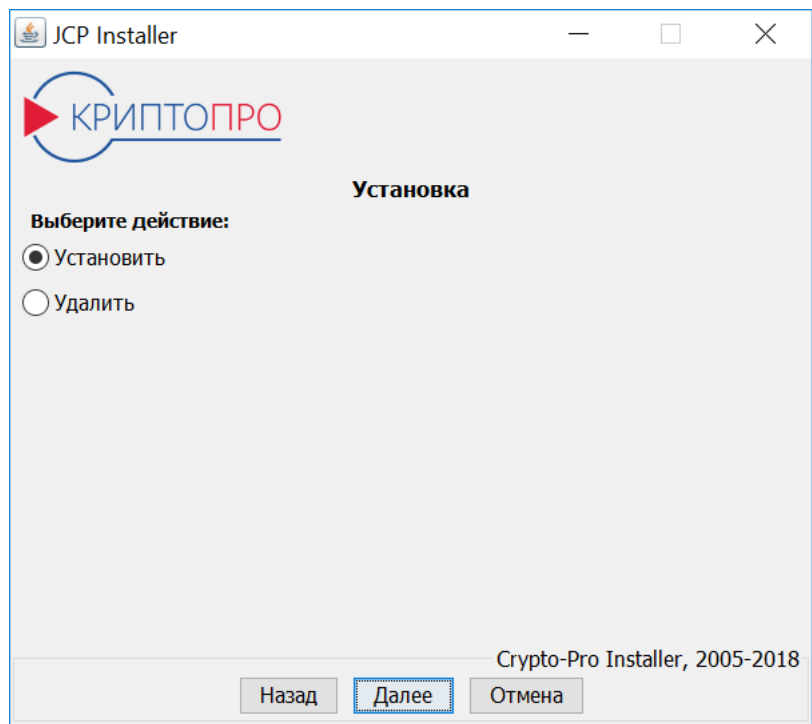 JCP Installer
КРИПТОПРО
Установка
Выберите действие:
Установить
Удалить
Crypto-Pro Installer, 2005-2018
Назад Далее Отмена